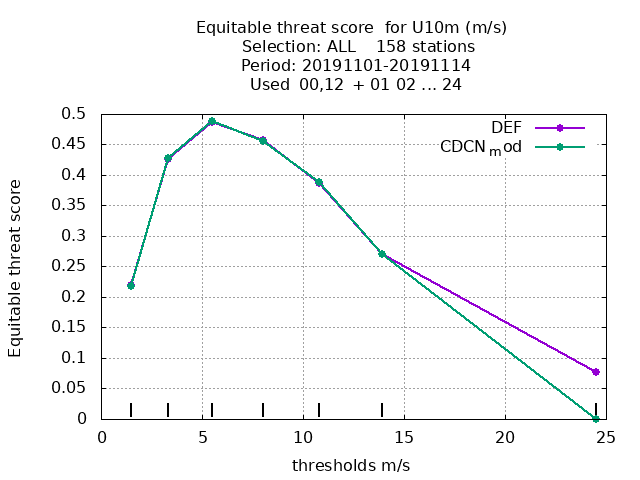 Equitable threat score  for U10m (m/s)
Selection: ALL    158 stations
Period: 20191101-20191114
Used  00,12  + 01 02 ... 24
DEF
CDCNmod
0.5
0.45
0.4
0.35
0.3
0.25
0.2
0.15
0.1
0.05
0
Equitable threat score
0 5 10 15 20 25
thresholds m/s